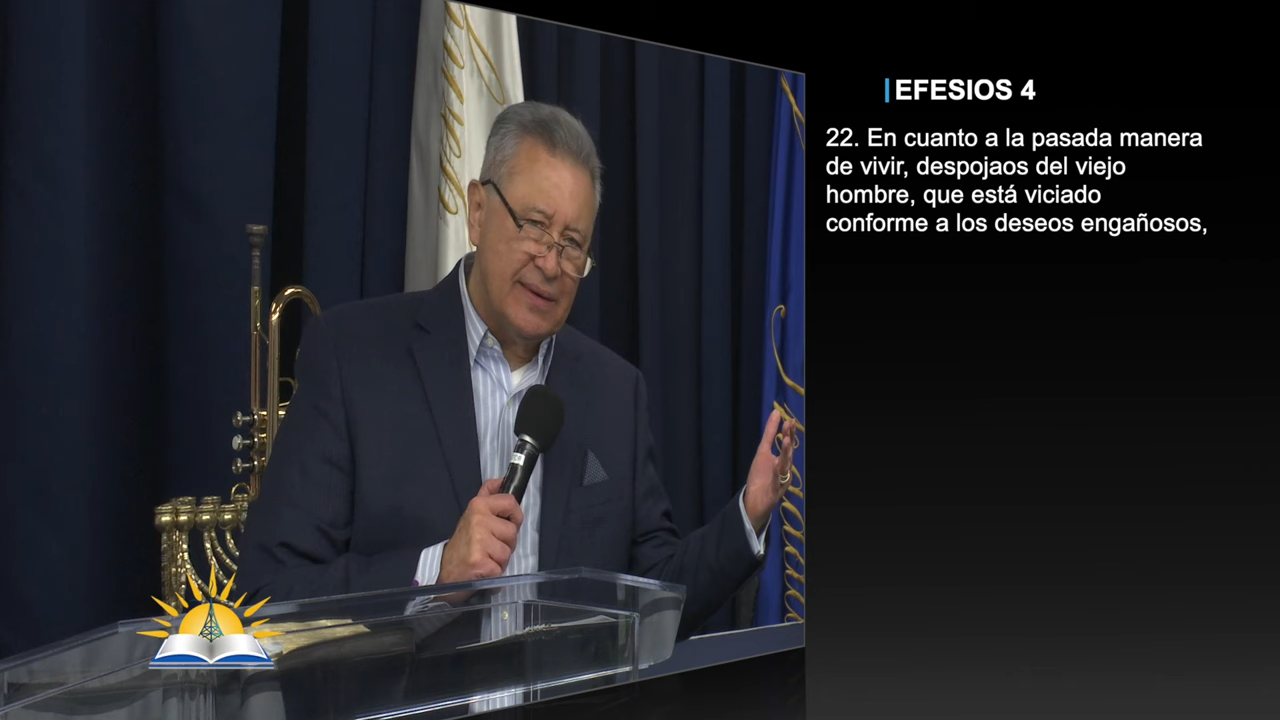 EFESIOS 4
22. En cuanto a la pasada manera
de vivir, despojaos del viejo
hombre, que está viciado
conforme a los deseos engañosos,